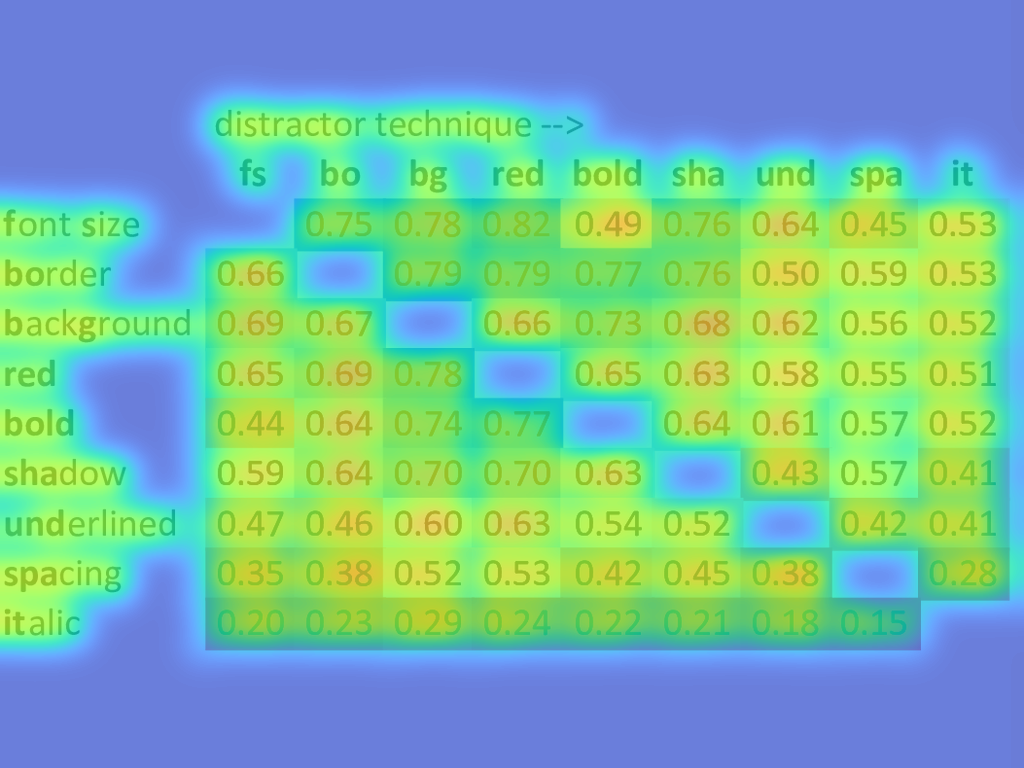 distractor technique -->
fs bo bg red bold sha und spa it
font size 0.75 0.78 0.82 0.49 0.76 0.64 0.45 0.53
border 0.66 0.79 0.79 0.77 0.76 0.50 0.59 0.53
background 0.69 0.67 0.66 0.73 0.68 0.62 0.56 0.52
red 0.65 0.69 0.78 0.65 0.63 0.58 0.55 0.51
bold 0.44 0.64 0.74 0.77 0.64 0.61 0.57 0.52
shadow 0.59 0.64 0.70 0.70 0.63 0.43 0.57 0.41
underlined 0.47 0.46 0.60 0.63 0.54 0.52 0.42 0.41
spacing 0.35 0.38 0.52 0.53 0.42 0.45 0.38 0.28
italic 0.20 0.23 0.29 0.24 0.22 0.21 0.18 0.15